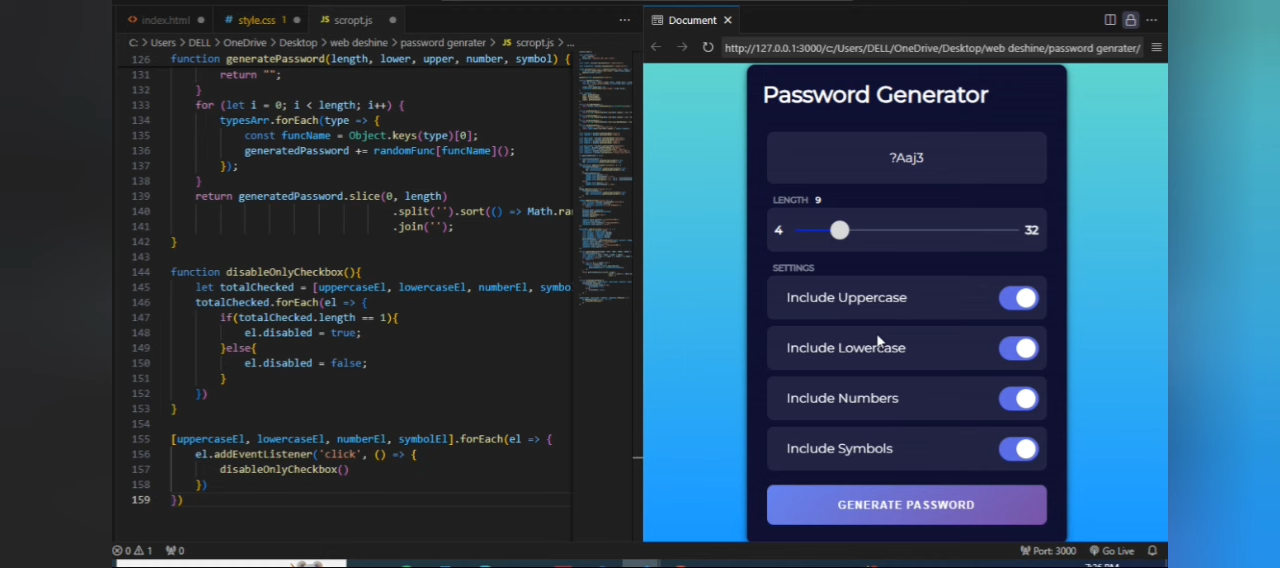 index.html
style.css 1
JS scropt.js
...
C: > Users > DELL > OneDrive > Desktop > web deshine > password genrater > JS scropt.js > ...
126 function generatePassword(length, lower, upper, number, symbol) {
131 return "";
132 }
133 for (let i = 0; i < length; i++) {
134 typesArr.forEach(type => {
135 const funcName = Object.keys(type)[0];
136 generatedPassword += randomFunc[funcName]();
137 });
138 }
139 return generatedPassword.slice(0, length)
140 .split('').sort(() => Math.ra
141 .join('');
142 }
143
144 function disableOnlyCheckbox(){
145 let totalChecked = [uppercaseEl, lowercaseEl, numberEl, symbo
146 totalChecked.forEach(el => {
147 if(totalChecked.length == 1){
148 el.disabled = true;
149 }else{
150 el.disabled = false;
151 }
152 })
153 }
154
155 [uppercaseEl, lowercaseEl, numberEl, symbolEl].forEach(el => {
156 el.addEventListener('click', () => {
157 disableOnlyCheckbox()
158 })
159 })
0 1 0
Document
...
http://127.0.0.1:3000/c:/Users/DELL/OneDrive/Desktop/web deshine/password genrater/
Password Generator
?Aaj3
LENGTH 9
4 32
SETTINGS
Include Uppercase
Include Lowercase
Include Numbers
Include Symbols
GENERATE PASSWORD
Port: 3000 Go Live